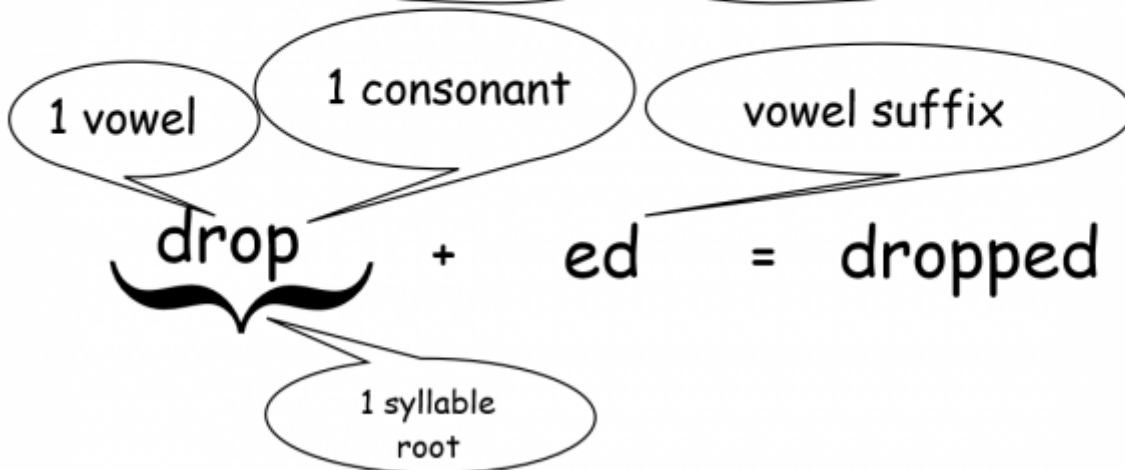 1 vowel
1 consonant
vowel suffix
drop + ed = dropped
1 syllable
root